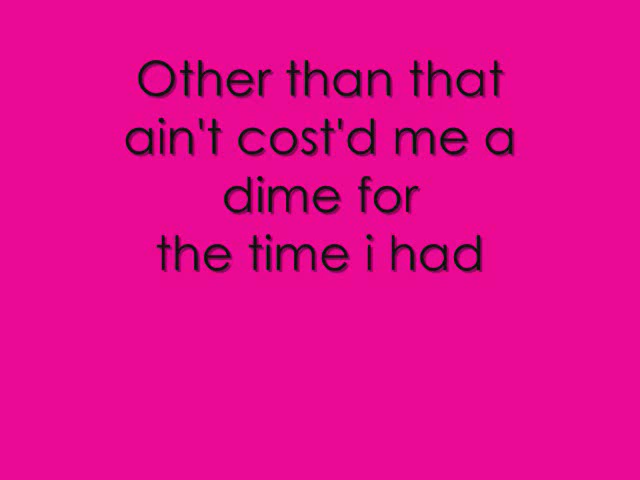 Other than that
ain't cost'd me a
dime for
the time i had